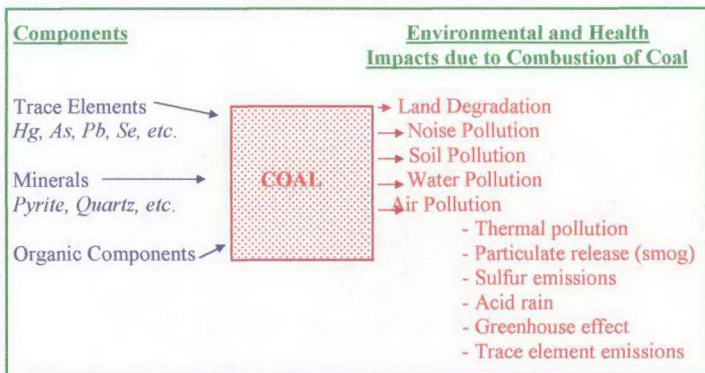 Components
Environmental and Health
Impacts due to Combustion of Coal
Trace Elements
Hg, As, Pb, Se, etc.
Minerals
Pyrite, Quartz, etc.
Organic Components
COAL
Land Degradation
Noise Pollution
Soil Pollution
Water Pollution
Air Pollution
- Thermal pollution
- Particulate release (smog)
- Sulfur emissions
- Acid rain
- Greenhouse effect
- Trace element emissions